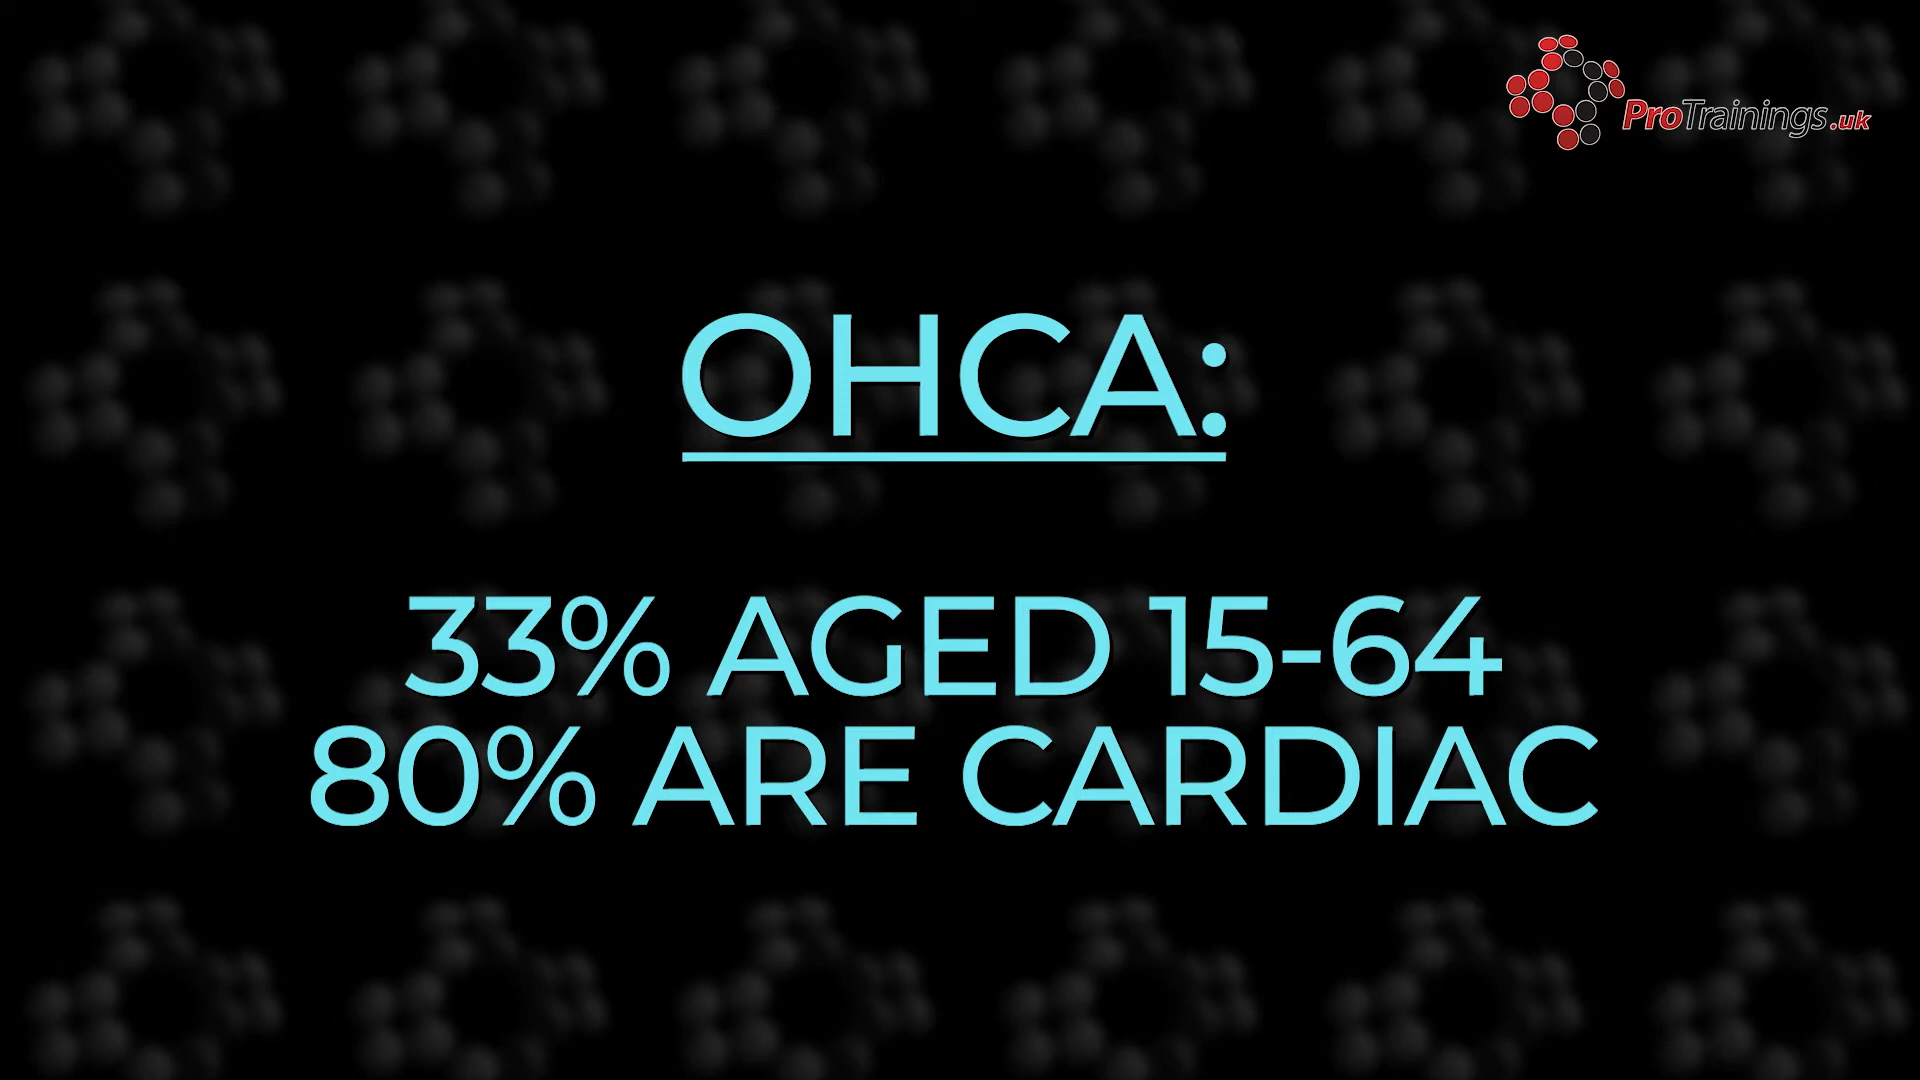 ProTrainings.uk
OHCA:
33% AGED 15-64
80% ARE CARDIAC